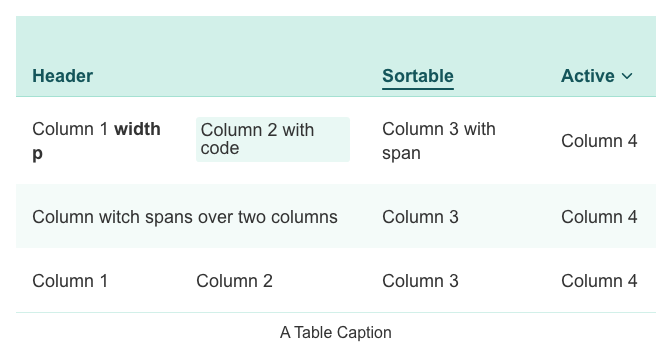 Header Sortable Active
Column 1 width Column 2 with Column 3 with Column 4
p code span
Column witch spans over two columns Column 3 Column 4
Column 1 Column 2 Column 3 Column 4
A Table Caption